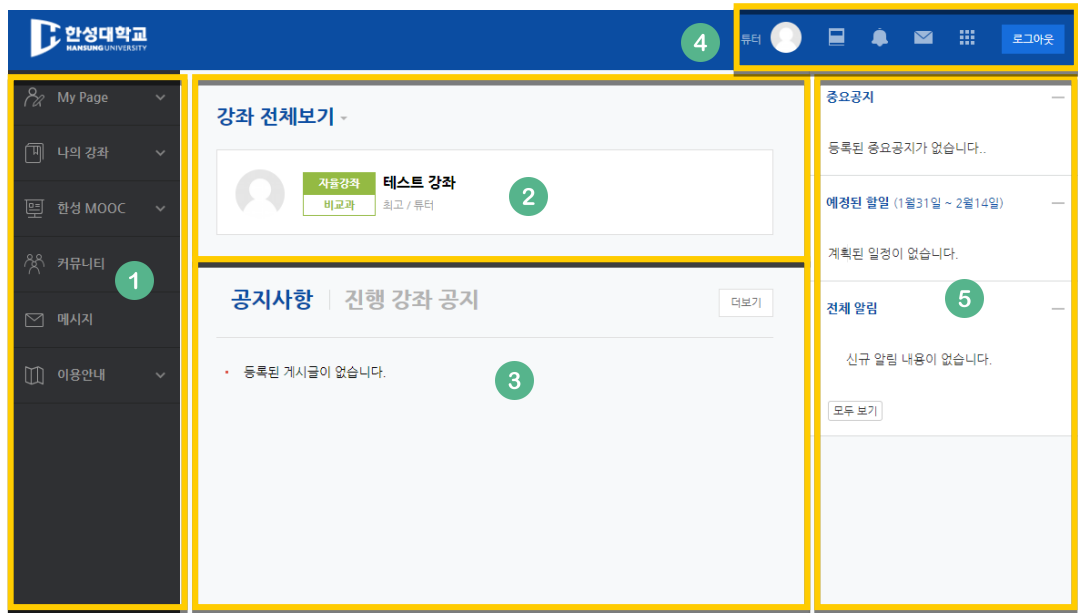 한성대학교
HANSUNG UNIVERSITY
4
튜터
로그아웃
My Page
나의 강좌
한성 MOOC
커뮤니티
1
메시지
이용안내
강좌 전체보기
자율강좌
테스트 강좌
비교과
최고 / 튜터
2
공지사항
진행 강좌 공지
더보기
등록된 게시글이 없습니다.
3
중요공지
등록된 중요공지가 없습니다..
예정된 할일 (1월31일 ~ 2월14일)
계획된 일정이 없습니다.
5
전체 알림
신규 알림 내용이 없습니다.
모두 보기